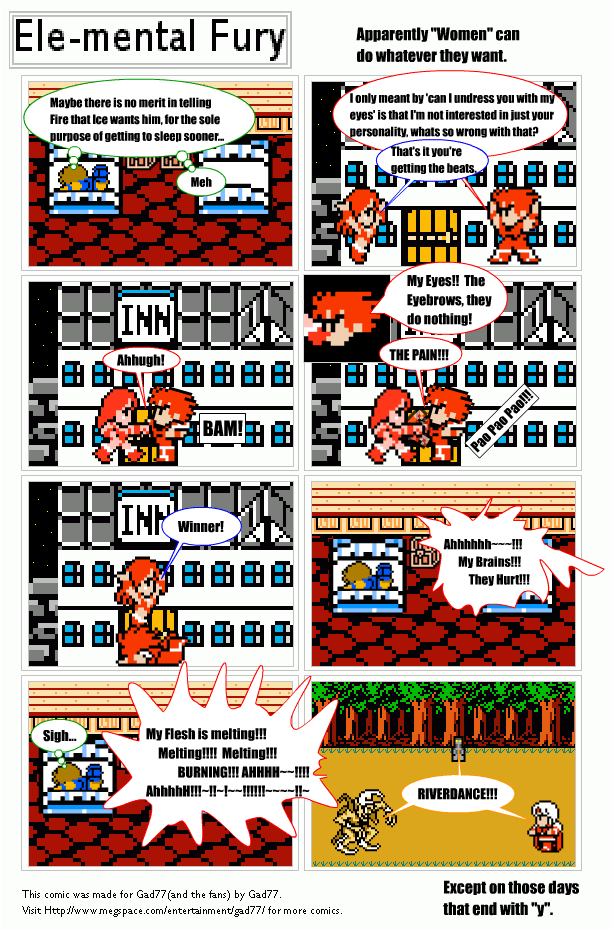 Ele-mental Fury
Apparently "Women" can
do whatever they want.
Maybe there is no merit in telling
Fire that Ice wants him, for the sole
purpose of getting to sleep sooner...
Meh
I only meant by 'can I undress you with my
eyes' is that I'm not interested in just your
personality, whats so wrong with that?
That's it you're
getting the beats.
INN
Ahhugh!
BAM!
My Eyes!! The
Eyebrows, they
do nothing!
THE PAIN!!!
Pao Pao Pao!!!!
INN
Winner!
Ahhhhhh~~~!!!
My Brains!!!
They Hurt!!!
Sigh...
My Flesh is melting!!!
Melting!!!! Melting!!!
BURNING!!! AHHHH~~!!!!
AhhhhH!!!~!!~!~~!!!!!!~~~~!!~
RIVERDANCE!!!
This comic was made for Gad77(and the fans) by Gad77.
Visit Http://www.megspace.com/entertainment/gad77/ for more comics.
Except on those days
that end with "y".